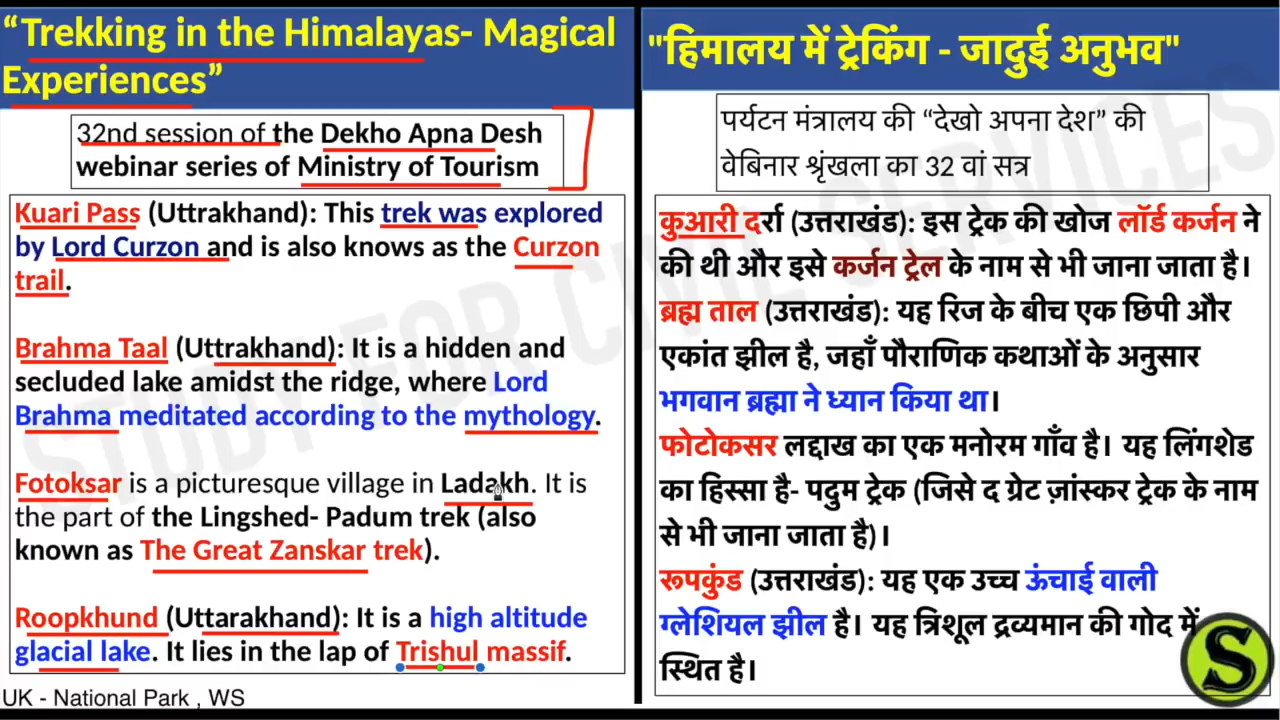 “Trekking in the Himalayas- Magical
Experiences”
32nd session of the Dekho Apna Desh
webinar series of Ministry of Tourism
Kuari Pass (Uttrakhand): This trek was explored
by Lord Curzon and is also knows as the Curzon
trail.
Brahma Taal (Uttrakhand): It is a hidden and
secluded lake amidst the ridge, where Lord
Brahma meditated according to the mythology.
Fotoksar is a picturesque village in Ladakh. It is
the part of the Lingshed- Padum trek (also
known as The Great Zanskar trek).
Roopkhund (Uttarakhand): It is a high altitude
glacial lake. It lies in the lap of Trishul massif.
UK - National Park , WS
"हिमालय में ट्रेकिंग - जादुई अनुभव"
पर्यटन मंत्रालय की “देखो अपना देश” की
वेबिनार श्रृंखला का 32 वां सत्र
कुआरी दर्रा (उत्तराखंड): इस ट्रेक की खोज लॉर्ड कर्जन ने
की थी और इसे कर्जन ट्रेल के नाम से भी जाना जाता है।
ब्रह्म ताल (उत्तराखंड): यह रिज के बीच एक छिपी और
एकांत झील है, जहाँ पौराणिक कथाओं के अनुसार
भगवान ब्रह्मा ने ध्यान किया था।
फोटोकसर लद्दाख का एक मनोरम गाँव है। यह लिंगशेड
का हिस्सा है- पदुम ट्रेक (जिसे द ग्रेट ज़ांस्कर ट्रेक के नाम
से भी जाना जाता है)।
रूपकुंड (उत्तराखंड): यह एक उच्च ऊंचाई वाली
ग्लेशियल झील है। यह त्रिशूल द्रव्यमान की गोद में
स्थित है।
STUDY FOR CIVIL SERVICES
S